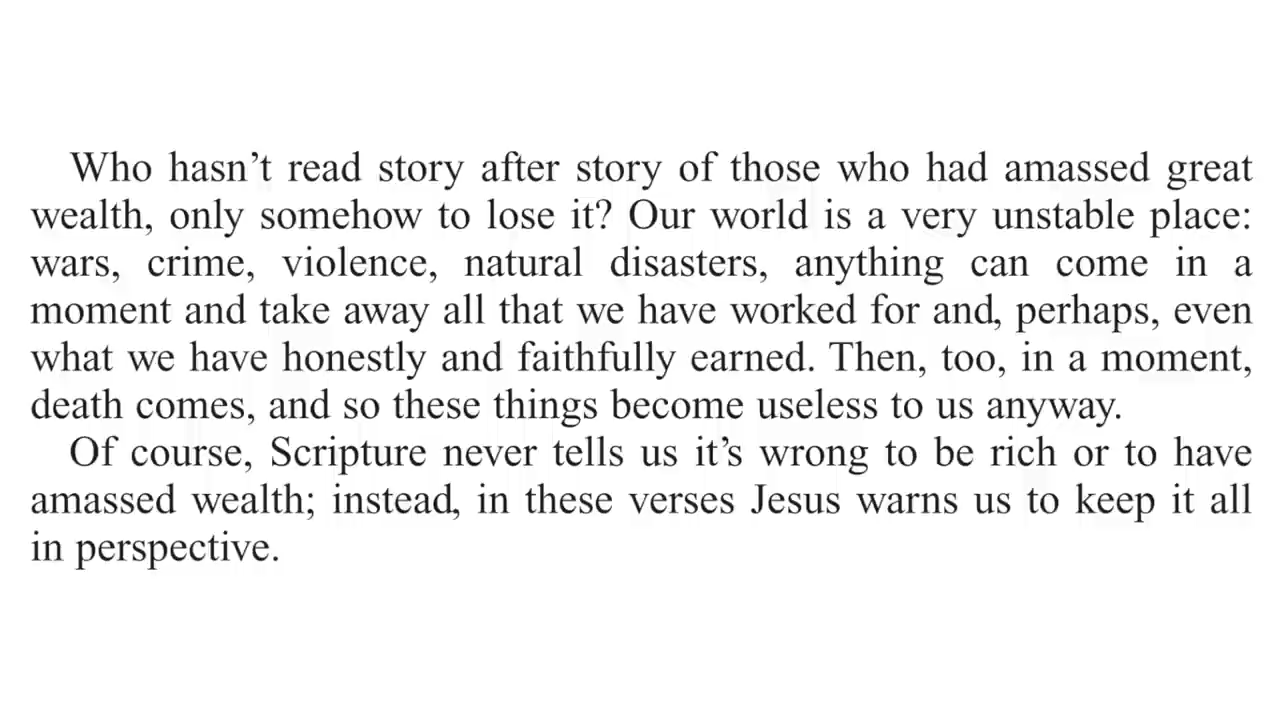 Who hasn’t read story after story of those who had amassed great
wealth, only somehow to lose it? Our world is a very unstable place:
wars, crime, violence, natural disasters, anything can come in a
moment and take away all that we have worked for and, perhaps, even
what we have honestly and faithfully earned. Then, too, in a moment,
death comes, and so these things become useless to us anyway.
Of course, Scripture never tells us it’s wrong to be rich or to have
amassed wealth; instead, in these verses Jesus warns us to keep it all
in perspective.